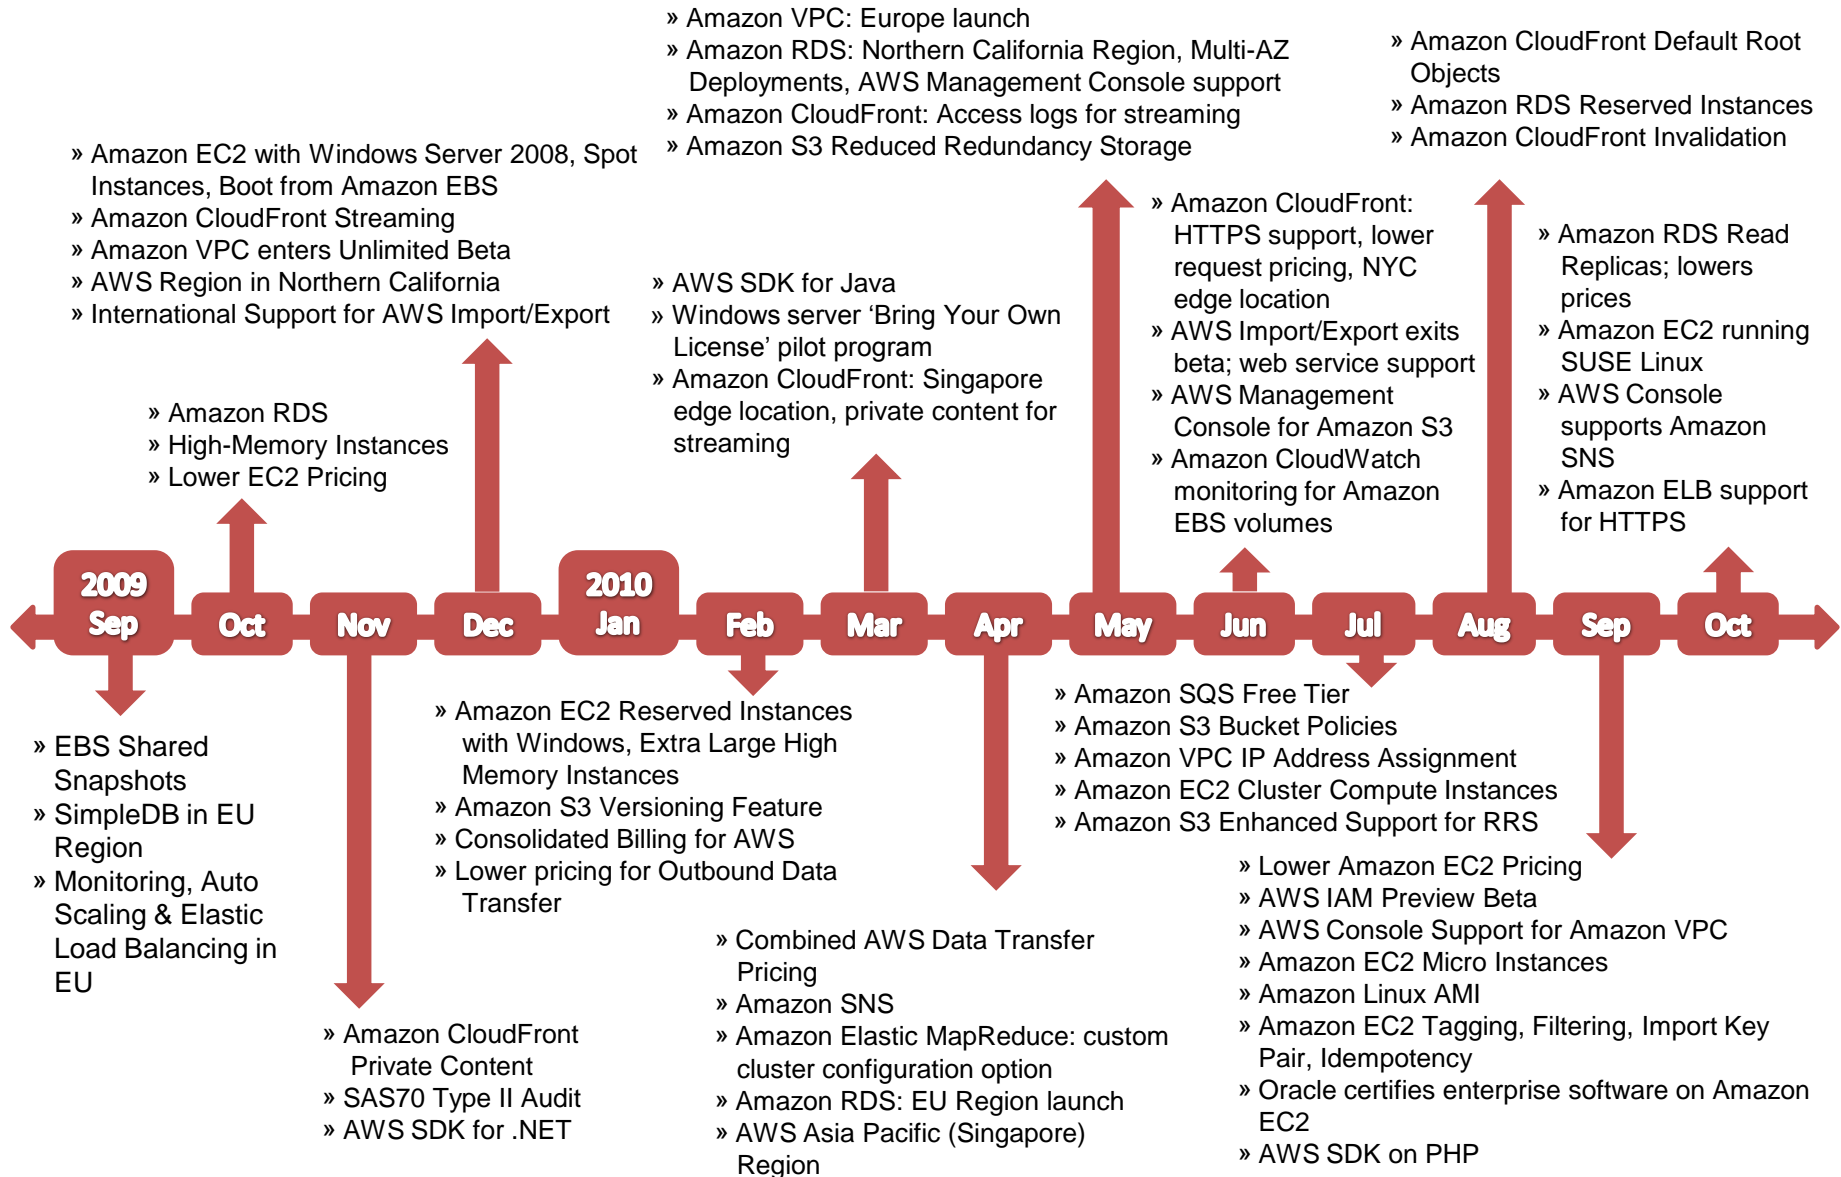 » Amazon VPC: Europe launch
» Amazon RDS: Northern California Region, Multi-AZ
Deployments, AWS Management Console support
» Amazon CloudFront: Access logs for streaming
» Amazon S3 Reduced Redundancy Storage
» Amazon CloudFront Default Root
Objects
» Amazon RDS Reserved Instances
» Amazon CloudFront Invalidation
» Amazon EC2 with Windows Server 2008, Spot
Instances, Boot from Amazon EBS
» Amazon CloudFront Streaming
» Amazon VPC enters Unlimited Beta
» AWS Region in Northern California
» International Support for AWS Import/Export
» AWS SDK for Java
» Windows server ‘Bring Your Own
License’ pilot program
» Amazon CloudFront: Singapore
edge location, private content for
streaming
» Amazon CloudFront:
HTTPS support, lower
request pricing, NYC
edge location
» AWS Import/Export exits
beta; web service support
» AWS Management
Console for Amazon S3
» Amazon CloudWatch
monitoring for Amazon
EBS volumes
» Amazon RDS Read
Replicas; lowers
prices
» Amazon EC2 running
SUSE Linux
» AWS Console
supports Amazon
SNS
» Amazon ELB support
for HTTPS
» Amazon RDS
» High-Memory Instances
» Lower EC2 Pricing
2009
Sep
Oct
Nov
Dec
2010
Jan
Feb
Mar
Apr
May
Jun
Jul
Aug
Sep
Oct
» EBS Shared
Snapshots
» SimpleDB in EU
Region
» Monitoring, Auto
Scaling & Elastic
Load Balancing in
EU
» Amazon CloudFront
Private Content
» SAS70 Type II Audit
» AWS SDK for .NET
» Amazon EC2 Reserved Instances
with Windows, Extra Large High
Memory Instances
» Amazon S3 Versioning Feature
» Consolidated Billing for AWS
» Lower pricing for Outbound Data
Transfer
» Combined AWS Data Transfer
Pricing
» Amazon SNS
» Amazon Elastic MapReduce: custom
cluster configuration option
» Amazon RDS: EU Region launch
» AWS Asia Pacific (Singapore)
Region
» Amazon SQS Free Tier
» Amazon S3 Bucket Policies
» Amazon VPC IP Address Assignment
» Amazon EC2 Cluster Compute Instances
» Amazon S3 Enhanced Support for RRS
» Lower Amazon EC2 Pricing
» AWS IAM Preview Beta
» AWS Console Support for Amazon VPC
» Amazon EC2 Micro Instances
» Amazon Linux AMI
» Amazon EC2 Tagging, Filtering, Import Key
Pair, Idempotency
» Oracle certifies enterprise software on Amazon
EC2
» AWS SDK on PHP